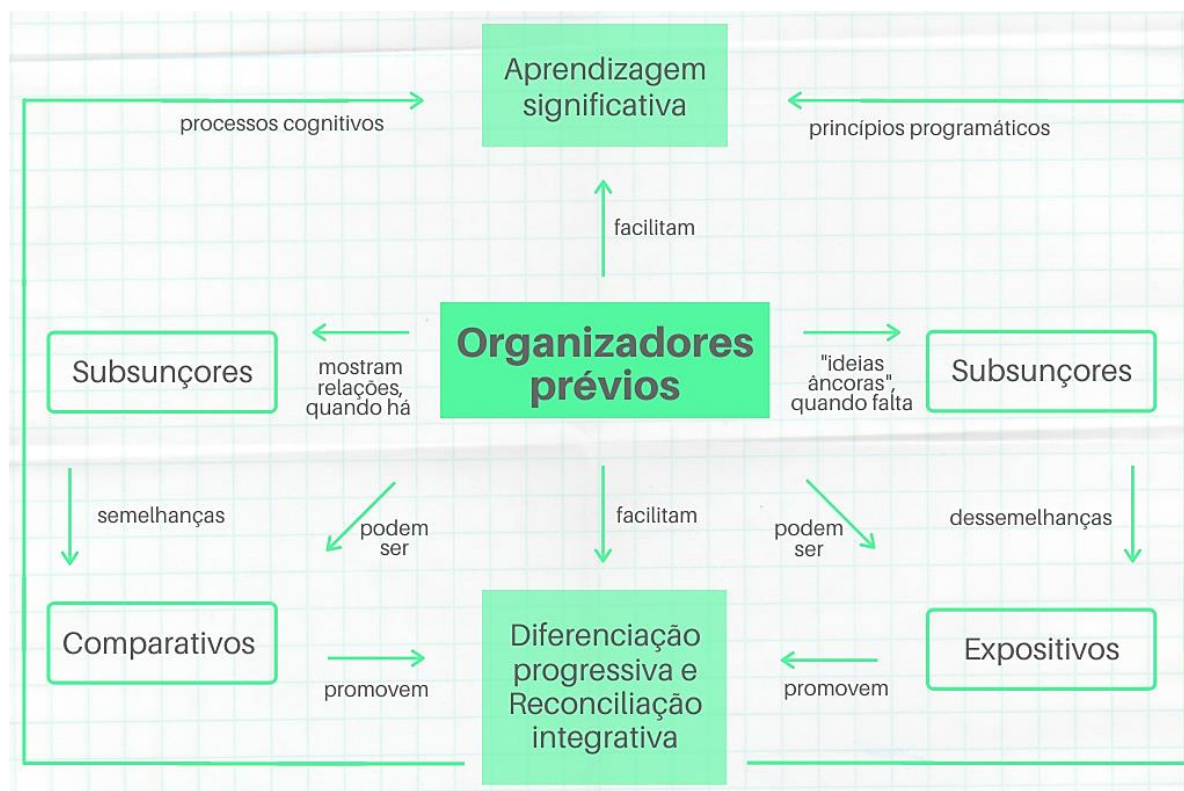 Aprendizagem
significativa
processos cognitivos
princípios programáticos
facilitam
Organizadores
prévios
Subsunçores
mostram
relações,
quando há
"ideias
âncoras",
quando falta
Subsunçores
semelhanças
podem
ser
facilitam
podem
ser
dessemelhanças
Comparativos
promovem
Diferenciação
progressiva e
Reconciliação
integrativa
promovem
Expositivos